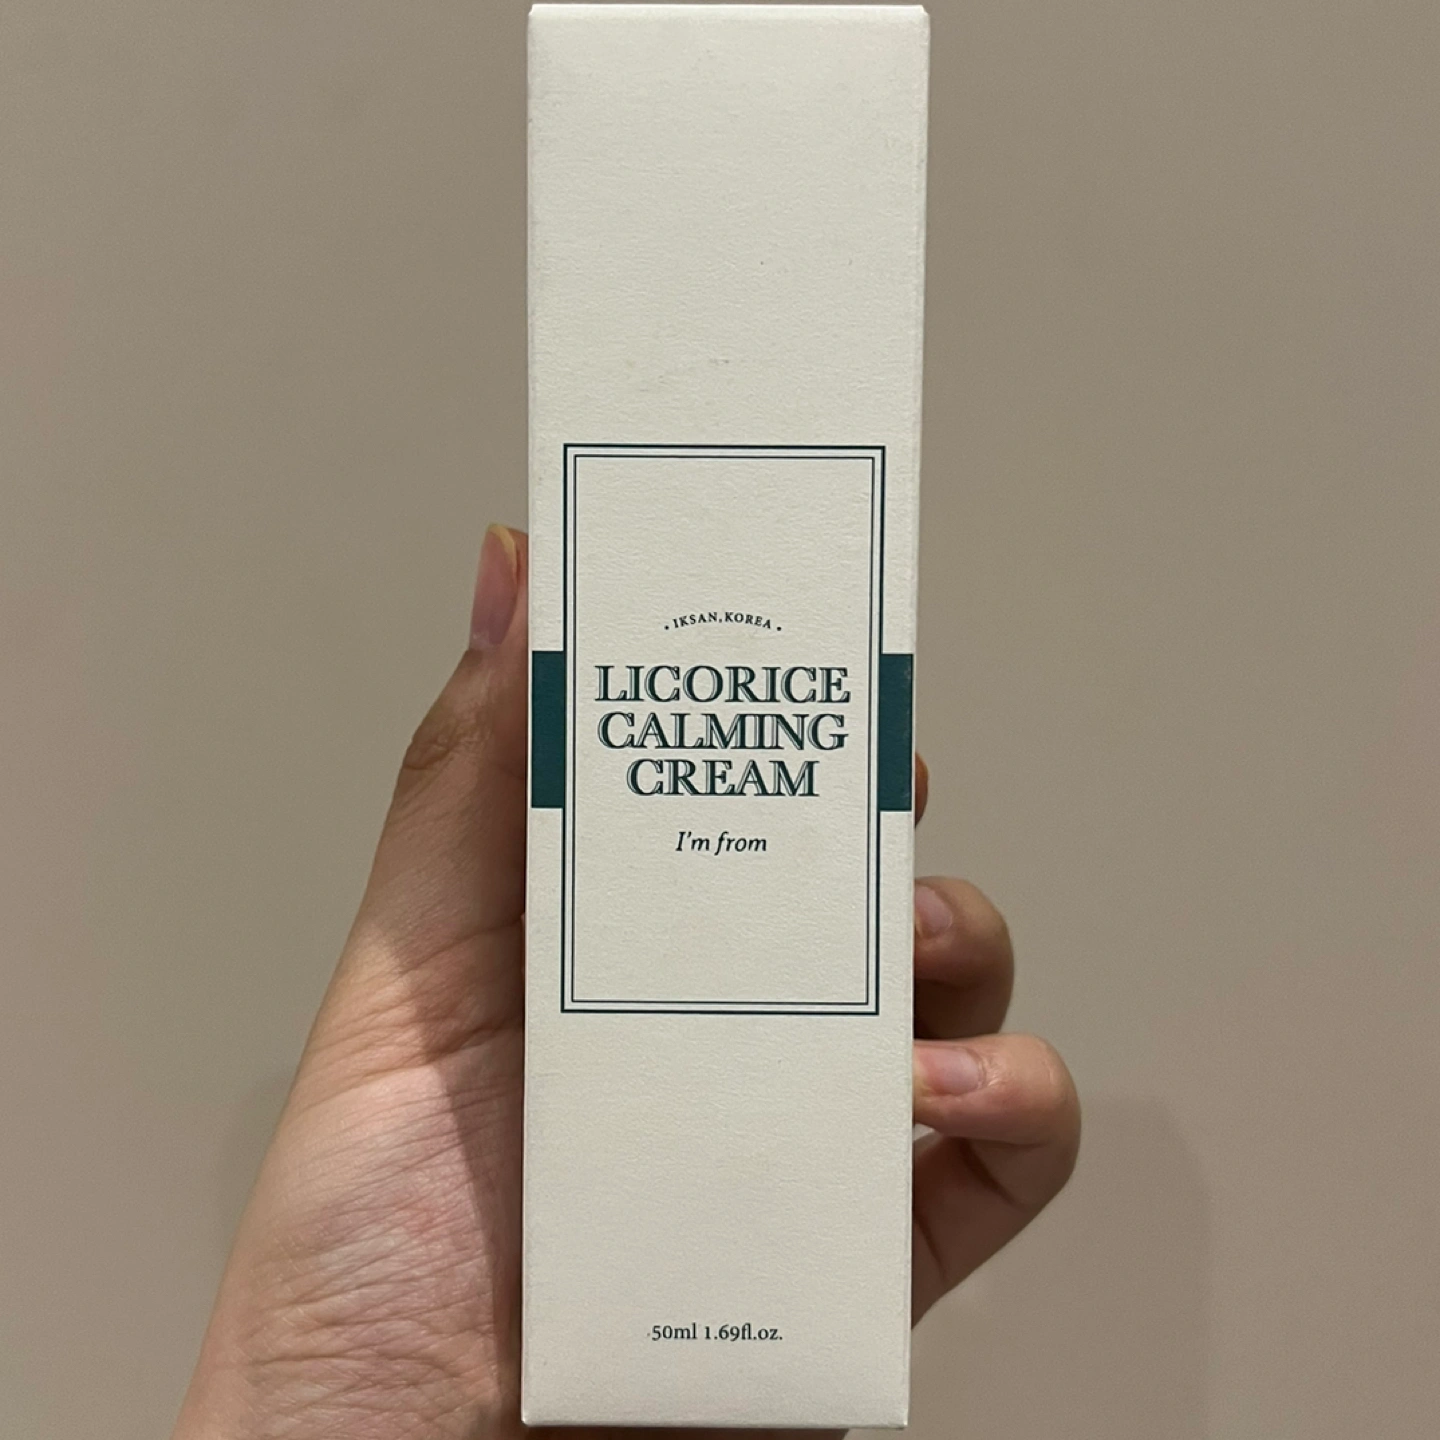 • IKSAN, KOREA •
LICORICE
CALMING
CREAM
I'm from
50ml 1.69fl.oz.